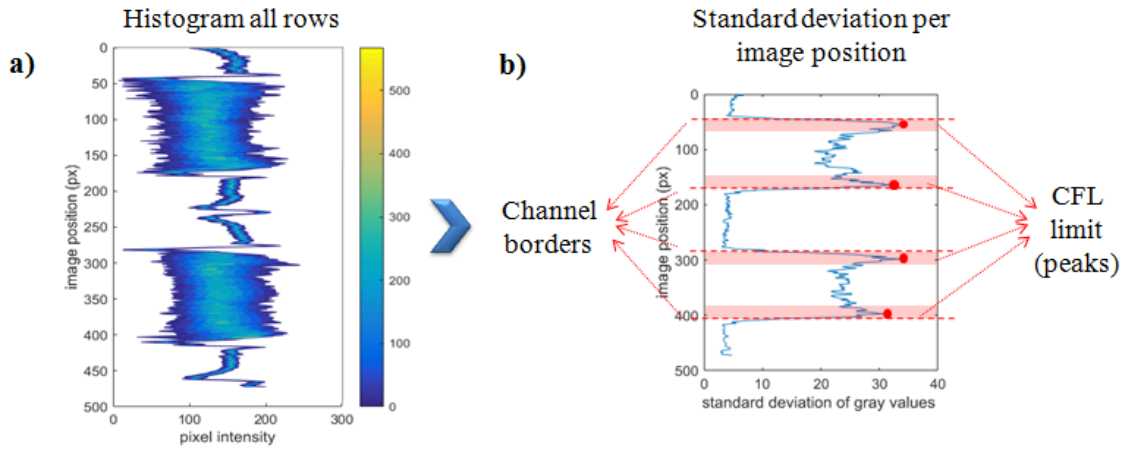 Histogram all rows
a)
0
50
100
150
200
250
300
350
400
450
500
image position (px)
0
100
200
300
pixel intensity
500
400
300
200
100
0
Standard deviation per
image position
b)
0
100
200
300
400
500
image position (px)
0
10
20
30
40
standard deviation of gray values
Channel
borders
CFL
limit
(peaks)